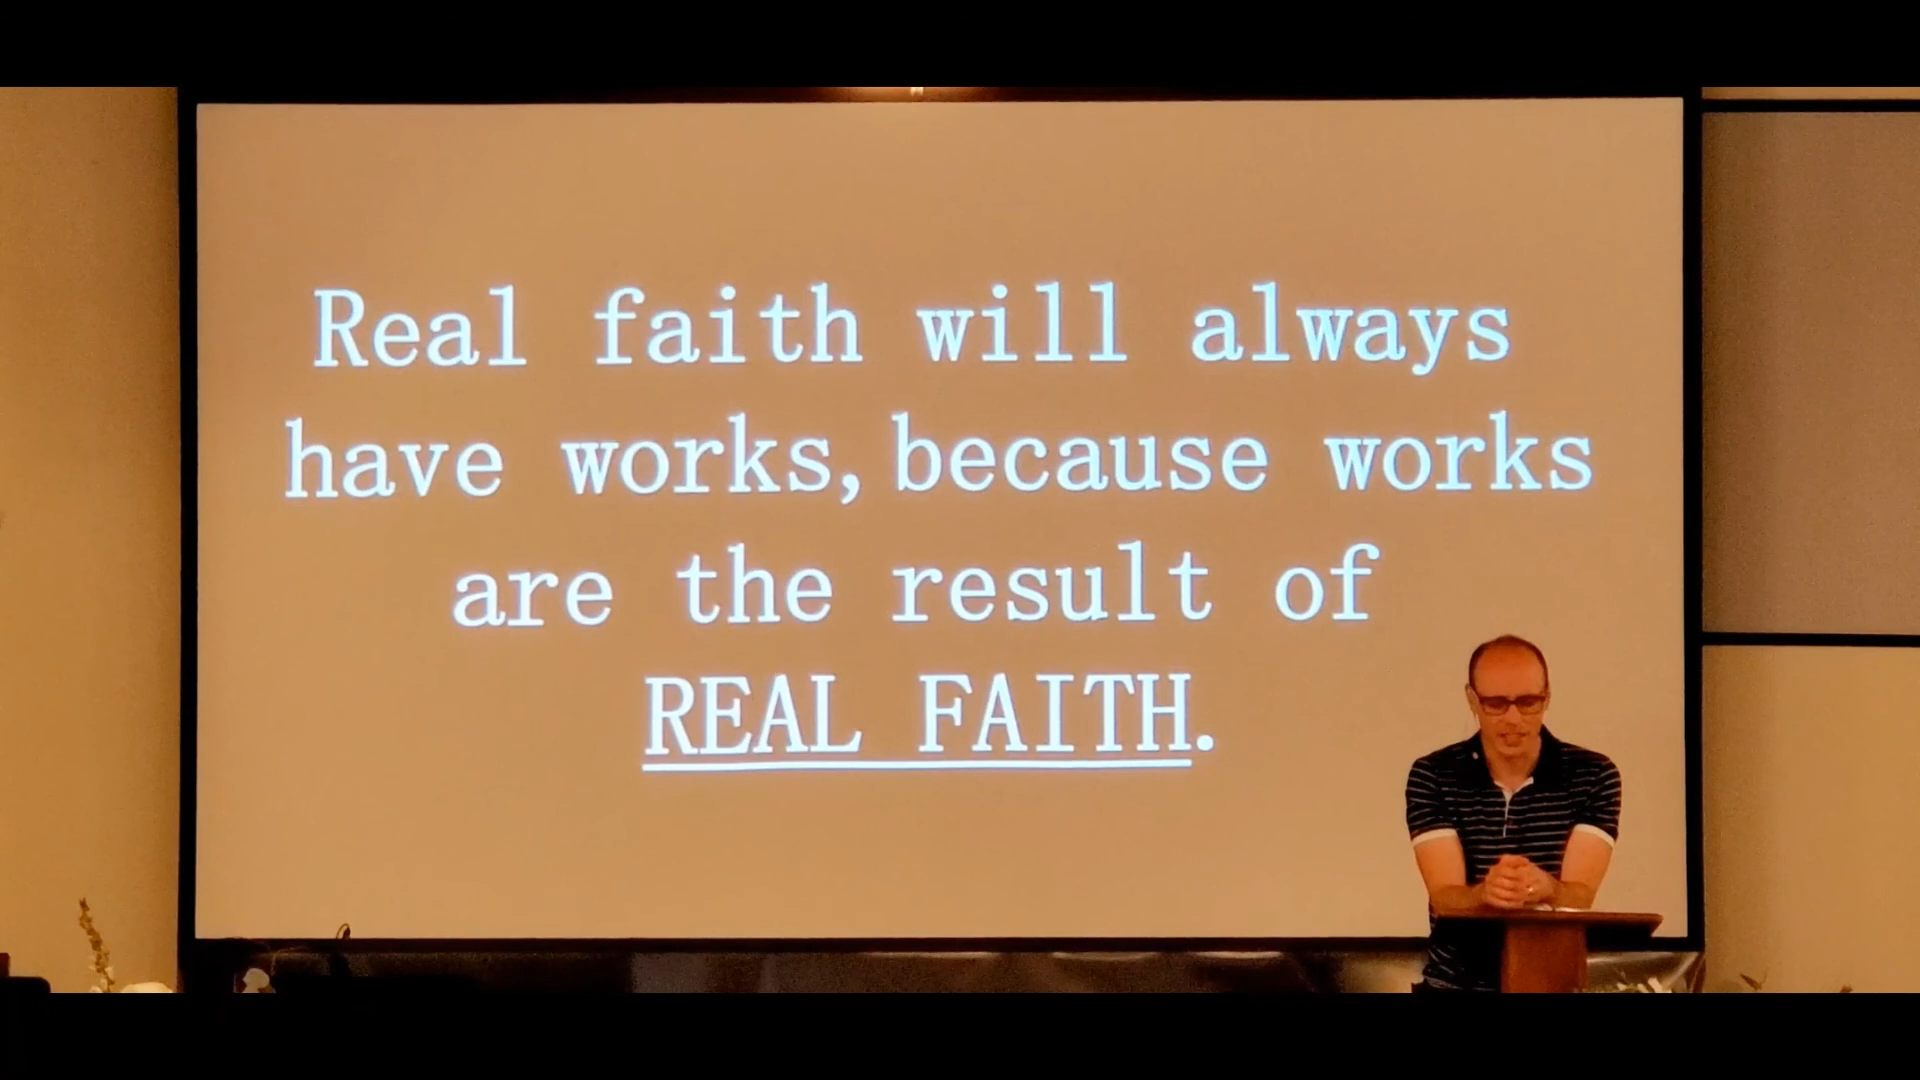 Real faith will always
have works, because works
are the result of
REAL FAITH.